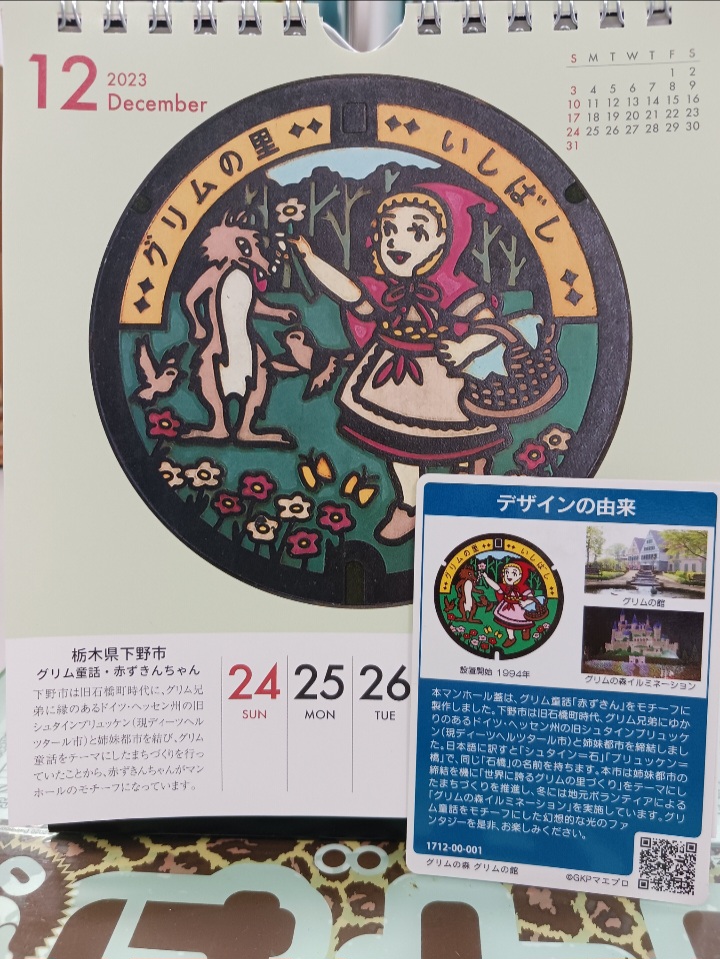 12 2023
December
S M T W T F S
1 2
3 4 5 6 7 8 9
10 11 12 13 14 15 16
17 18 19 20 21 22 23
24 25 26 27 28 29 30
31
グリムの里
いしばし
栃木県下野市
グリム童話・赤ずきんちゃん
下野市は旧石橋町時代に、グリム兄
弟に縁のあるドイツ・ヘッセン州の旧
シュタインブリュッケン(現ディーツヘル
ツタール市)と姉妹都市を結び、グリム
童話をテーマにしたまちづくりを行っ
ていたことから、赤ずきんちゃんがマン
ホールのモチーフになっています。
24 25 26
SUN MON TUE
デザインの由来
グリムの里 いしばし
グリムの館
設置開始 1994年
グリムの森イルミネーション
本マンホール蓋は、グリム童話「赤ずきん」をモチーフに
製作しました。下野市は旧石橋町時代、グリム兄弟にゆか
りのあるドイツ・ヘッセン州の旧シュタインブリュッケ
ン(現ディーツヘルツタール市)と姉妹都市を締結しまし
た。日本語に訳すと「シュタイン=石」「ブリュッケン=
橋」で、同じ「石橋」の名前を持ちます。本市は姉妹都市の
締結を機に「世界に誇るグリムの里づくり」をテーマにし
たまちづくりを推進し、冬には地元ボランティアによる
「グリムの森イルミネーション」を実施しています。グリ
ム童話をモチーフにした幻想的な光のファ
ンタジーを是非、お楽しみください。
1712-00-001
グリムの森 グリムの館
©GKPマエプロ